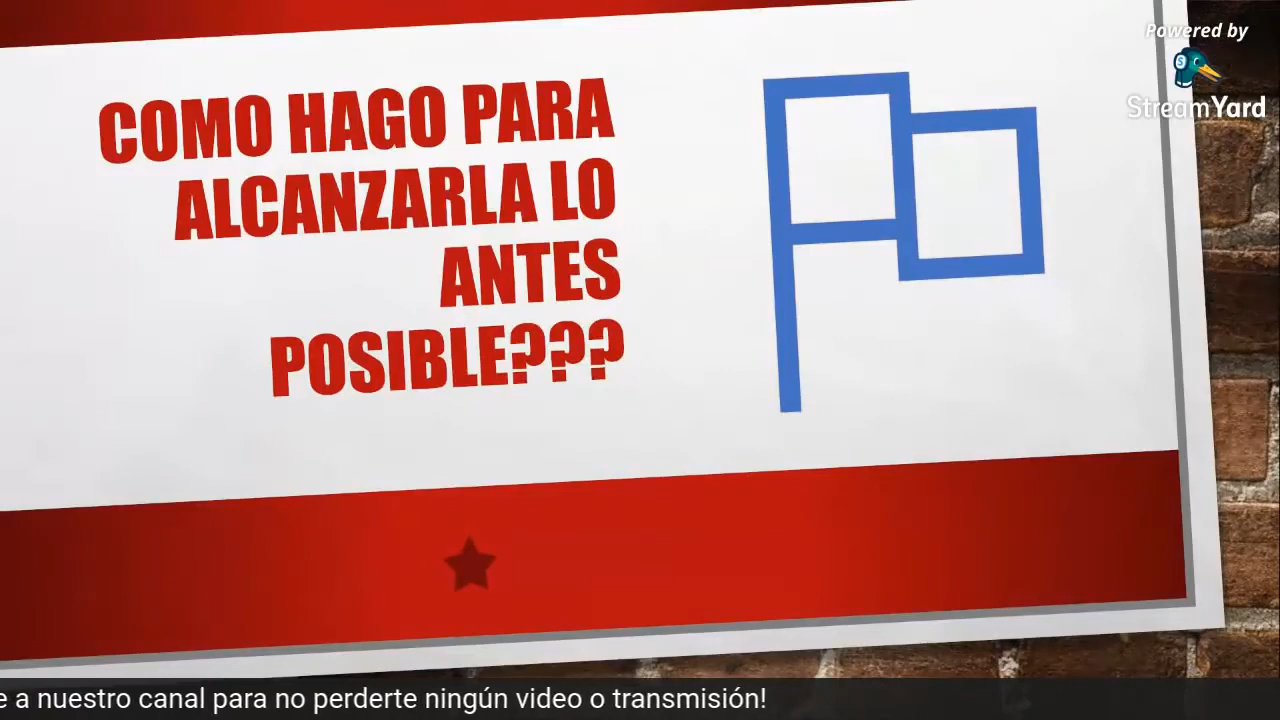 COMO HAGO PARA
ALCANZARLA LO
ANTES
POSIBLE???
Powered by
StreamYard
e a nuestro canal para no perderte ningún video o transmisión!